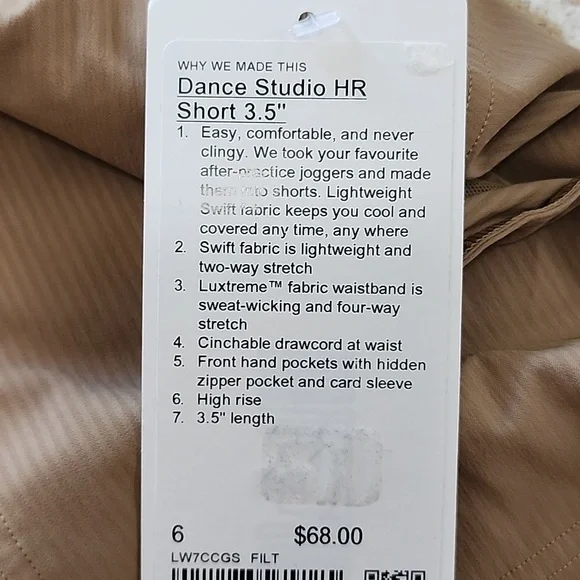 WHY WE MADE THIS
Dance Studio HR
Short 3.5"
1. Easy, comfortable, and never
clingy. We took your favourite
after-practice joggers and made
them into shorts. Lightweight
Swift fabric keeps you cool and
covered any time, any where
2. Swift fabric is lightweight and
two-way stretch
3. Luxtreme™ fabric waistband is
sweat-wicking and four-way
stretch
4. Cinchable drawcord at waist
5. Front hand pockets with hidden
zipper pocket and card sleeve
6. High rise
7. 3.5" length
6 $68.00
LW7CCGS FILT